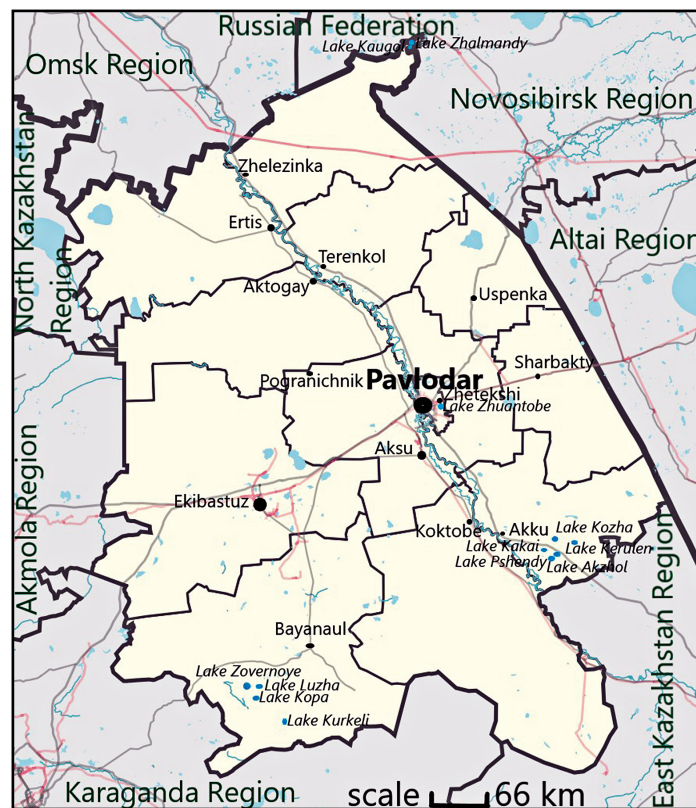 Russian Federation
Lake Kaugal Lake Zhalmandy
Omsk Region
Novosibirsk Region
North Kazakhstan
Region
Zhelezinka
Ertis
Altai Region
Terenkol
Aktogay
Uspenka
Sharbakty
Pogranichnik
Pavlodar
Zhetekshi
Lake Zhuantobe
Akmola Region
Aksu
Ekibastuz
Koktobe
Akku
Lake Kozha
Lake Kakai
Lake Kerulen
Lake Pshendy
Lake Akzhol
East Kazakhstan Region
Bayanaul
Lake Zovernoye
Lake Luzha
Lake Kopa
Lake Kurkeli
Karaganda Region
scale 66 km